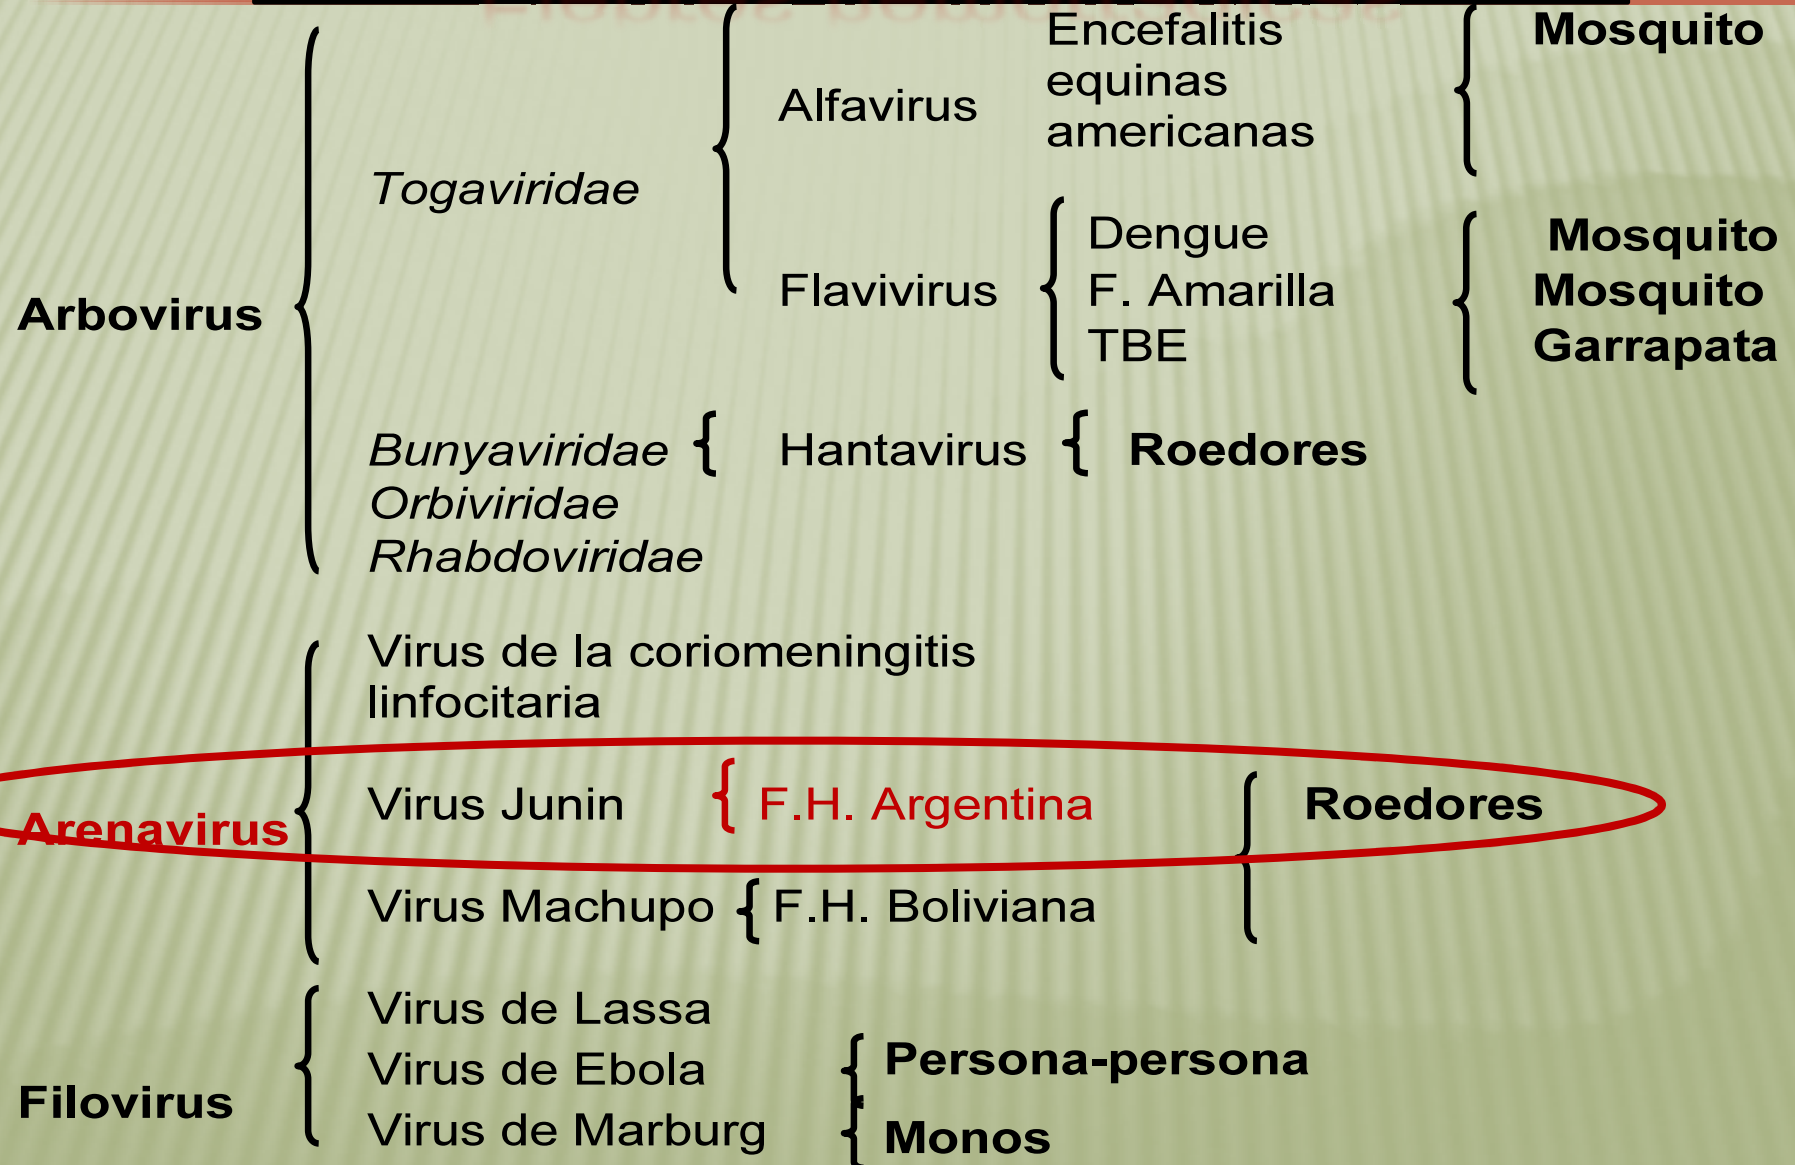 Encefalitis
equinas
americanas
Mosquito
Alfavirus
Togaviridae
Dengue
F. Amarilla
TBE
Mosquito
Mosquito
Garrapata
Flavivirus
Arbovirus
Bunyaviridae
Hantavirus
Roedores
Orbiviridae
Rhabdoviridae
Virus de la coriomeningitis
linfocitaria
Virus Junin
F.H. Argentina
Roedores
Arenavirus
Virus Machupo
F.H. Boliviana
Virus de Lassa
Virus de Ebola
Persona-persona
Filovirus
Virus de Marburg
Monos